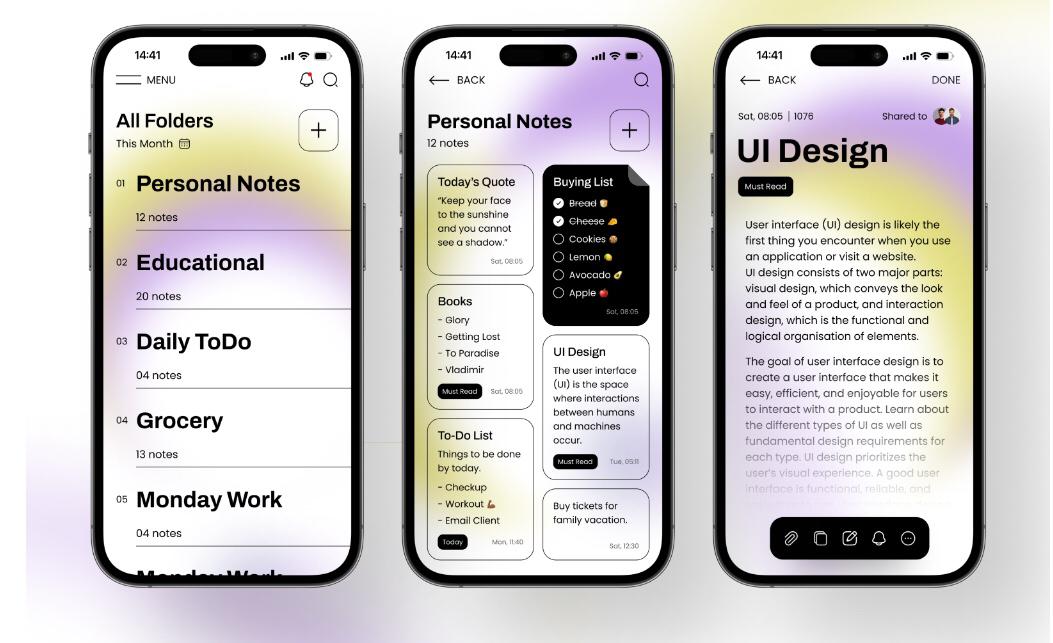 14:41
MENU
All Folders
This Month
01 Personal Notes
12 notes
02 Educational
20 notes
03 Daily ToDo
04 notes
04 Grocery
13 notes
05 Monday Work
04 notes
Monday Work
14:41
BACK
Personal Notes
12 notes
Today's Quote
“Keep your face
to the sunshine
and you cannot
see a shadow.”
Sat, 08:05
Books
- Glory
- Getting Lost
- To Paradise
- Vladimir
Must Read Sat, 08:05
To-Do List
Things to be done
by today.
- Checkup
- Workout 💪🏾
- Email Client
Today Mon, 11:40
Buying List
Bread 🍞
Cheese 🧀
Cookies 🍪
Lemon 🍋
Avocado 🥑
Apple 🍎
Sat, 08:05
UI Design
The user interface
(UI) is the space
where interactions
between humans
and machines
occur.
Must Read Tue, 05:11
Buy tickets for
family vacation.
Sat, 12:30
14:41
BACK DONE
Sat, 08:05 | 1076 Shared to
UI Design
Must Read
User interface (UI) design is likely the
first thing you encounter when you use
an application or visit a website.
UI design consists of two major parts:
visual design, which conveys the look
and feel of a product, and interaction
design, which is the functional and
logical organisation of elements.
The goal of user interface design is to
create a user interface that makes it
easy, efficient, and enjoyable for users
to interact with a product. Learn about
the different types of UI as well as
fundamental design requirements for
each type. UI design prioritizes the
user's visual experience. A good user
interface is functional, reliable, and